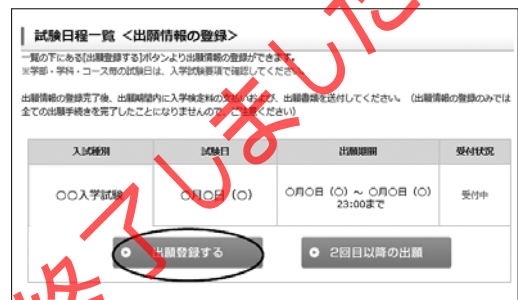 試験日程一覧 <出願情報の登録>
一覧の下にある[出願登録する]ボタンより出願情報の登録ができます。
※学部・学科・コース毎の試験日は、入学試験要項で確認してください。
出願情報の登録完了後、出願期間内に入学検定料の支払いおよび、出願書類を送付してください。（出願情報の登録のみでは
全ての出願手続きを完了したことになりませんので、ご注意ください）
入試種別 試験日 出願期間 受付状況
○○入学試験 ○月○日（○） ○月○日（○）～ ○月○日（○） 受付中
23:00まで
出願登録する 2回目以降の出願
終了しました